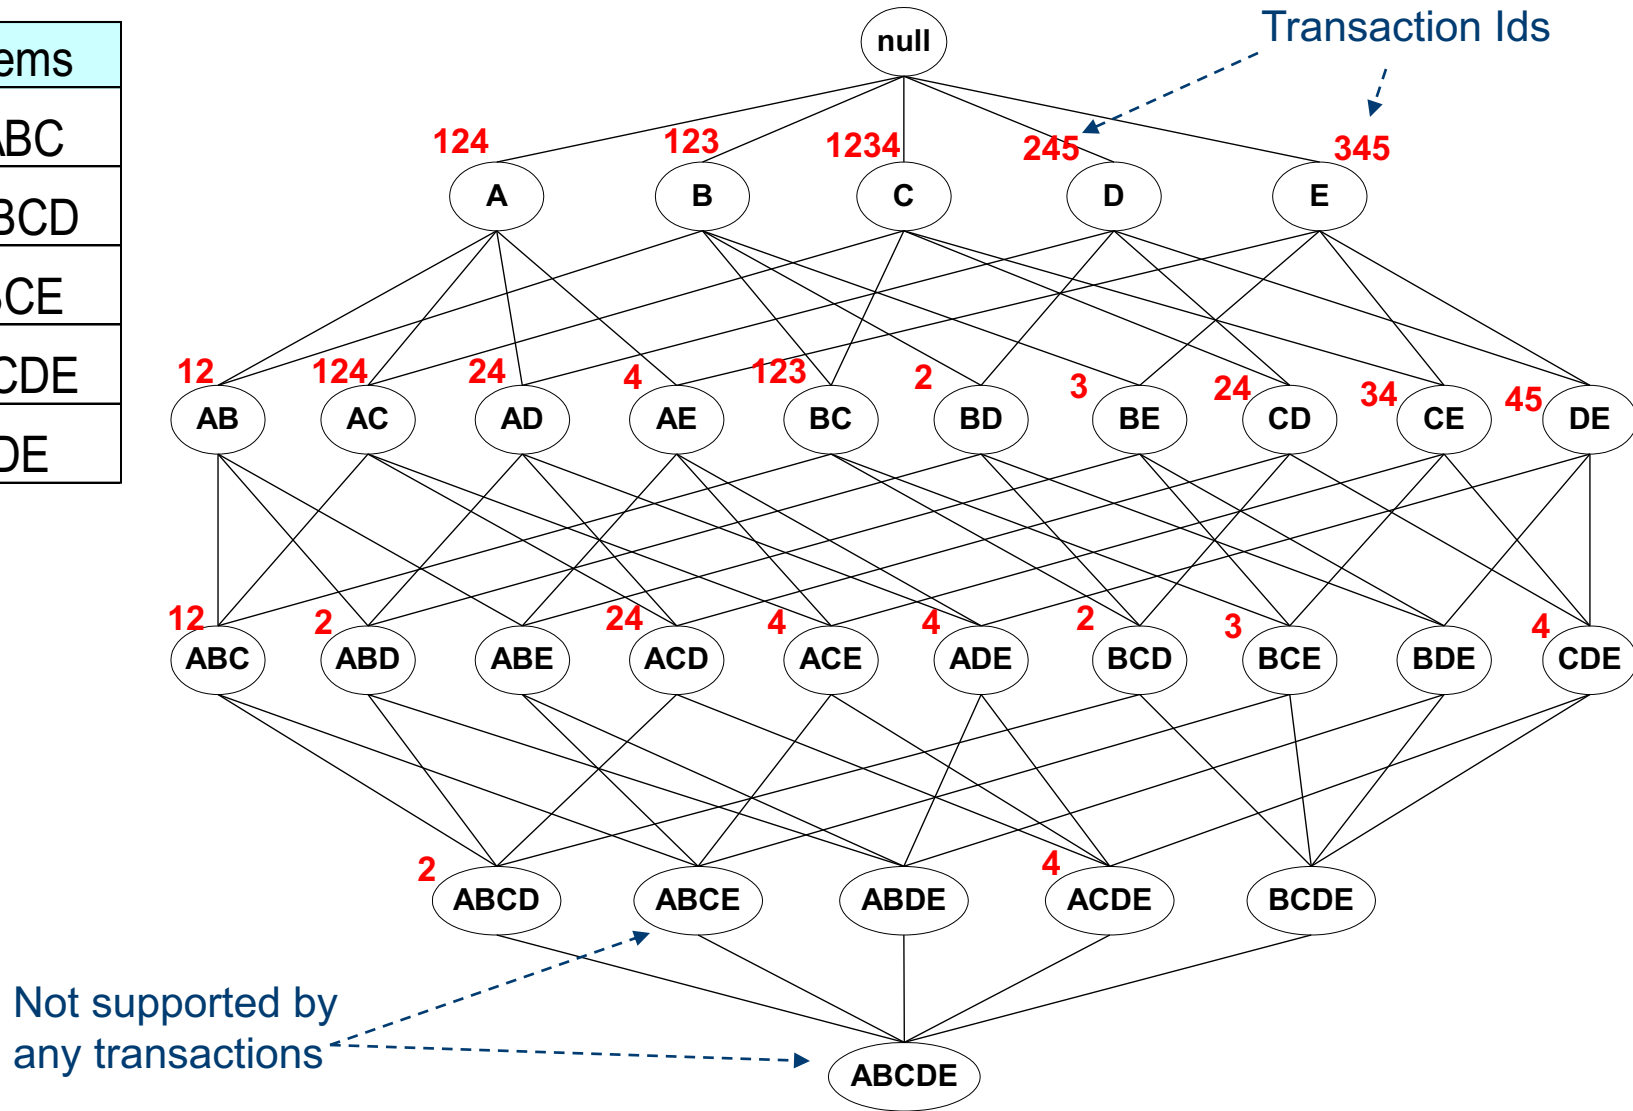 ems
ABC
BCD
BCE
CDE
DE
Transaction Ids
null
124
123
1234
245
345
A
B
C
D
E
12
124
24
4
123
2
3
24
34
45
AB
AC
AD
AE
BC
BD
BE
CD
CE
DE
12
2
24
4
4
2
3
4
ABC
ABD
ABE
ACD
ACE
ADE
BCD
BCE
BDE
CDE
2
4
ABCD
ABCE
ABDE
ACDE
BCDE
Not supported by
any transactions
ABCDE